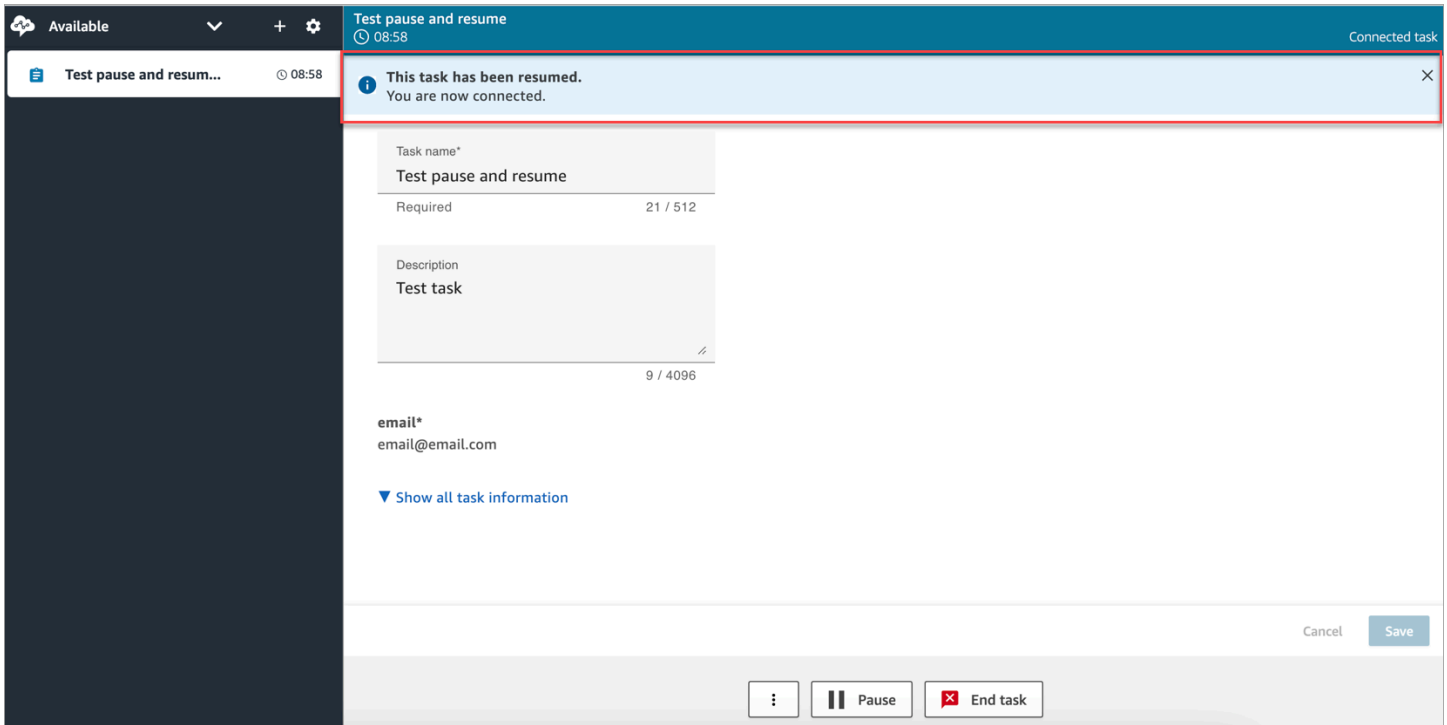 Available
Test pause and resum... 08:58
Test pause and resume
08:58
Connected task
This task has been resumed.
You are now connected.
Task name*
Test pause and resume
Required 21 / 512
Description
Test task
9 / 4096
email*
email@email.com
Show all task information
Cancel Save
Pause End task